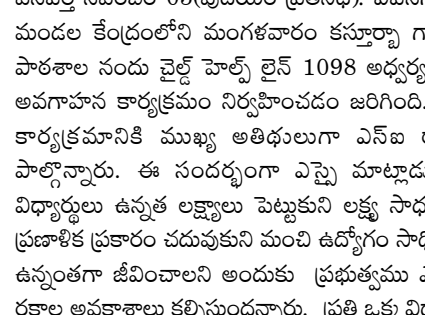 మండల కేంద్రంలోని మంగళవారం కస్తూర్బా గా
పాఠశాల నందు చైల్డ్ హెల్ప్ లైన్ 1098 అధ్వర్య
అవగాహన కార్యక్రమం నిర్వహించడం జరిగింది.
కార్యక్రమానికి ముఖ్య అతిథులుగా ఎస్ఐ
పాల్గొన్నారు. ఈ సందర్భంగా ఎస్సై మాట్లాడు
విధ్యార్థులు ఉన్నత లక్ష్యాలు పెట్టుకుని లక్ష్య సాధ
ప్రణాళిక ప్రకారం చదువుకుని మంచి ఉద్యోగం సాధి
ఉన్నంతగా జీవించాలని అందుకు ప్రభుత్వము
రకాల అవకాశాలు కల్పిస్తుందన్నారు. ప్రతి ఒక్క విద